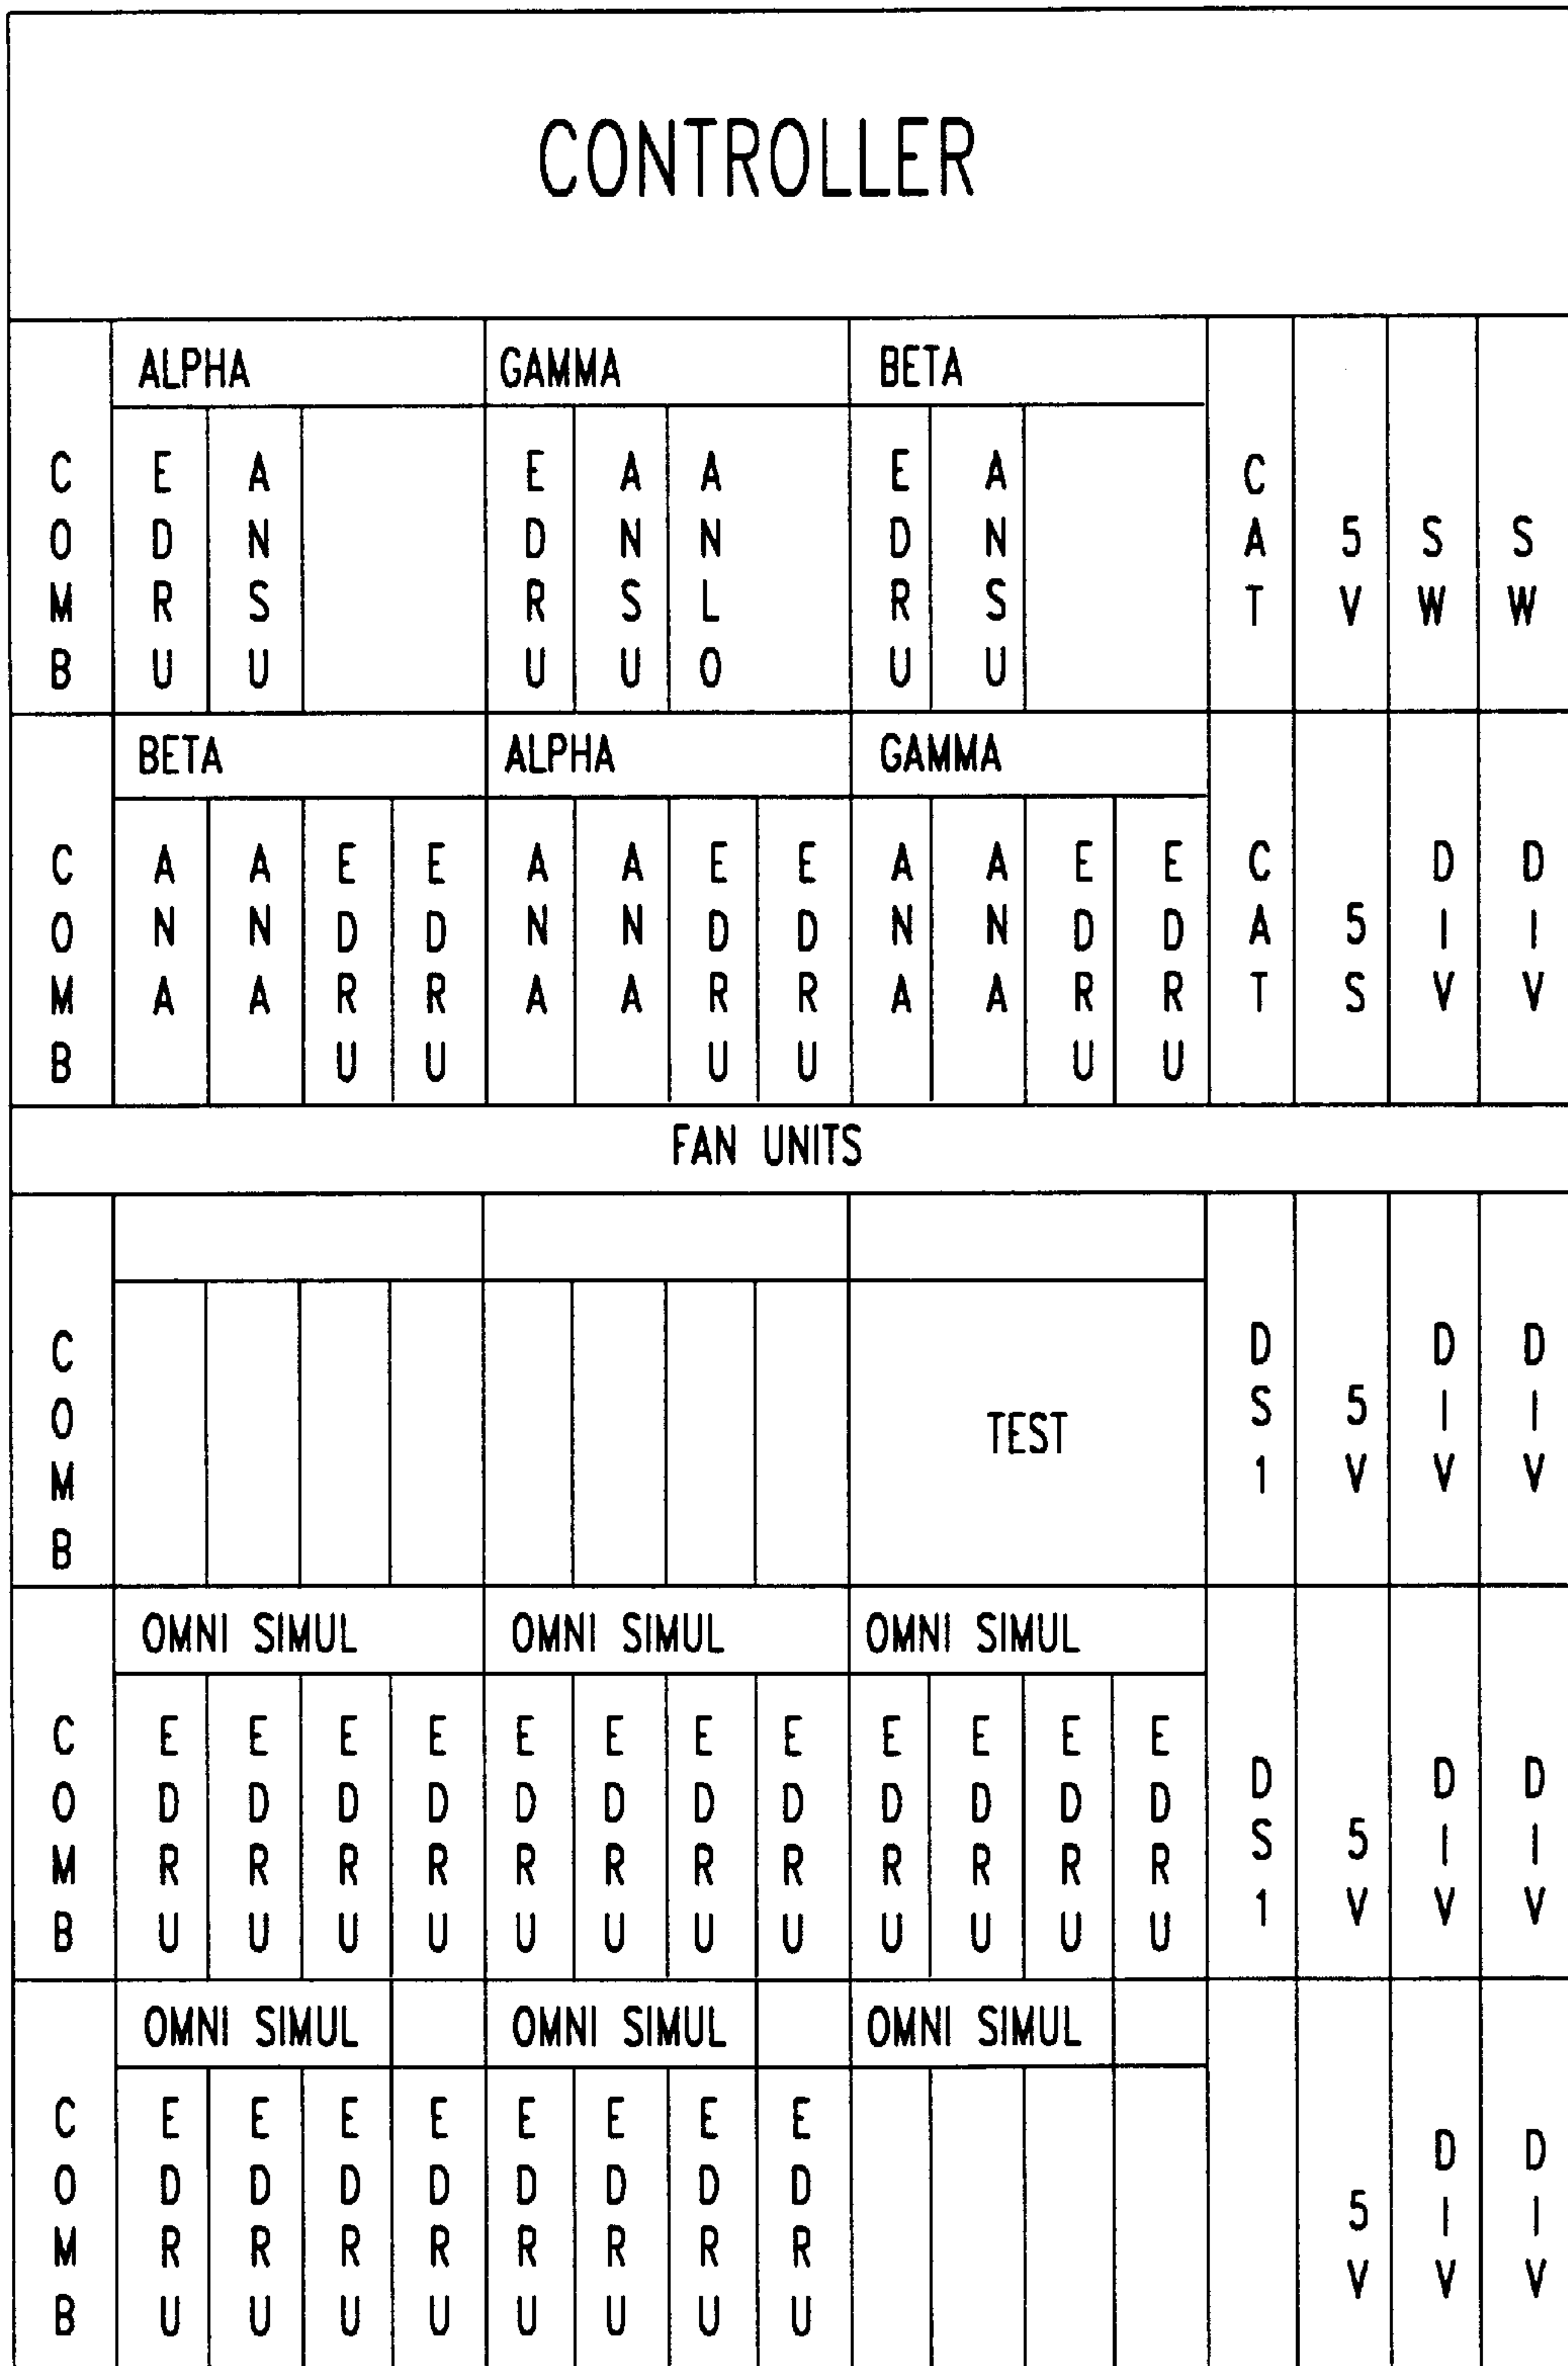 CONTROLLER
ALPHA GAMMA BETA
COMB EDRU ANSU EDRU ANSU ANLO EDRU ANSU CAT 5V SW SW
BETA ALPHA GAMMA
COMB ANA ANA EDRU EDRU ANA ANA EDRU EDRU ANA ANA EDRU EDRU CAT 5S DIV DIV
FAN UNITS
COMB TEST DS1 5V DIV DIV
OMNI SIMUL OMNI SIMUL OMNI SIMUL
COMB EDRU EDRU EDRU EDRU EDRU EDRU EDRU EDRU EDRU EDRU EDRU EDRU DS1 5V DIV DIV
OMNI SIMUL OMNI SIMUL OMNI SIMUL
COMB EDRU EDRU EDRU EDRU EDRU EDRU EDRU EDRU 5V DIV DIV